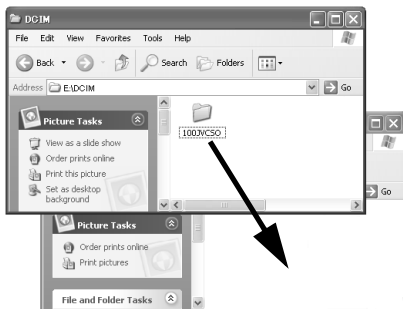 DCIM
File Edit View Favorites Tools Help
Back Search Folders
Address E:\DCIM Go
Picture Tasks
View as a slide show
Order prints online
Print this picture
Set as desktop
background
100JVCSO
Go
Picture Tasks
Order prints online
Print pictures
File and Folder Tasks